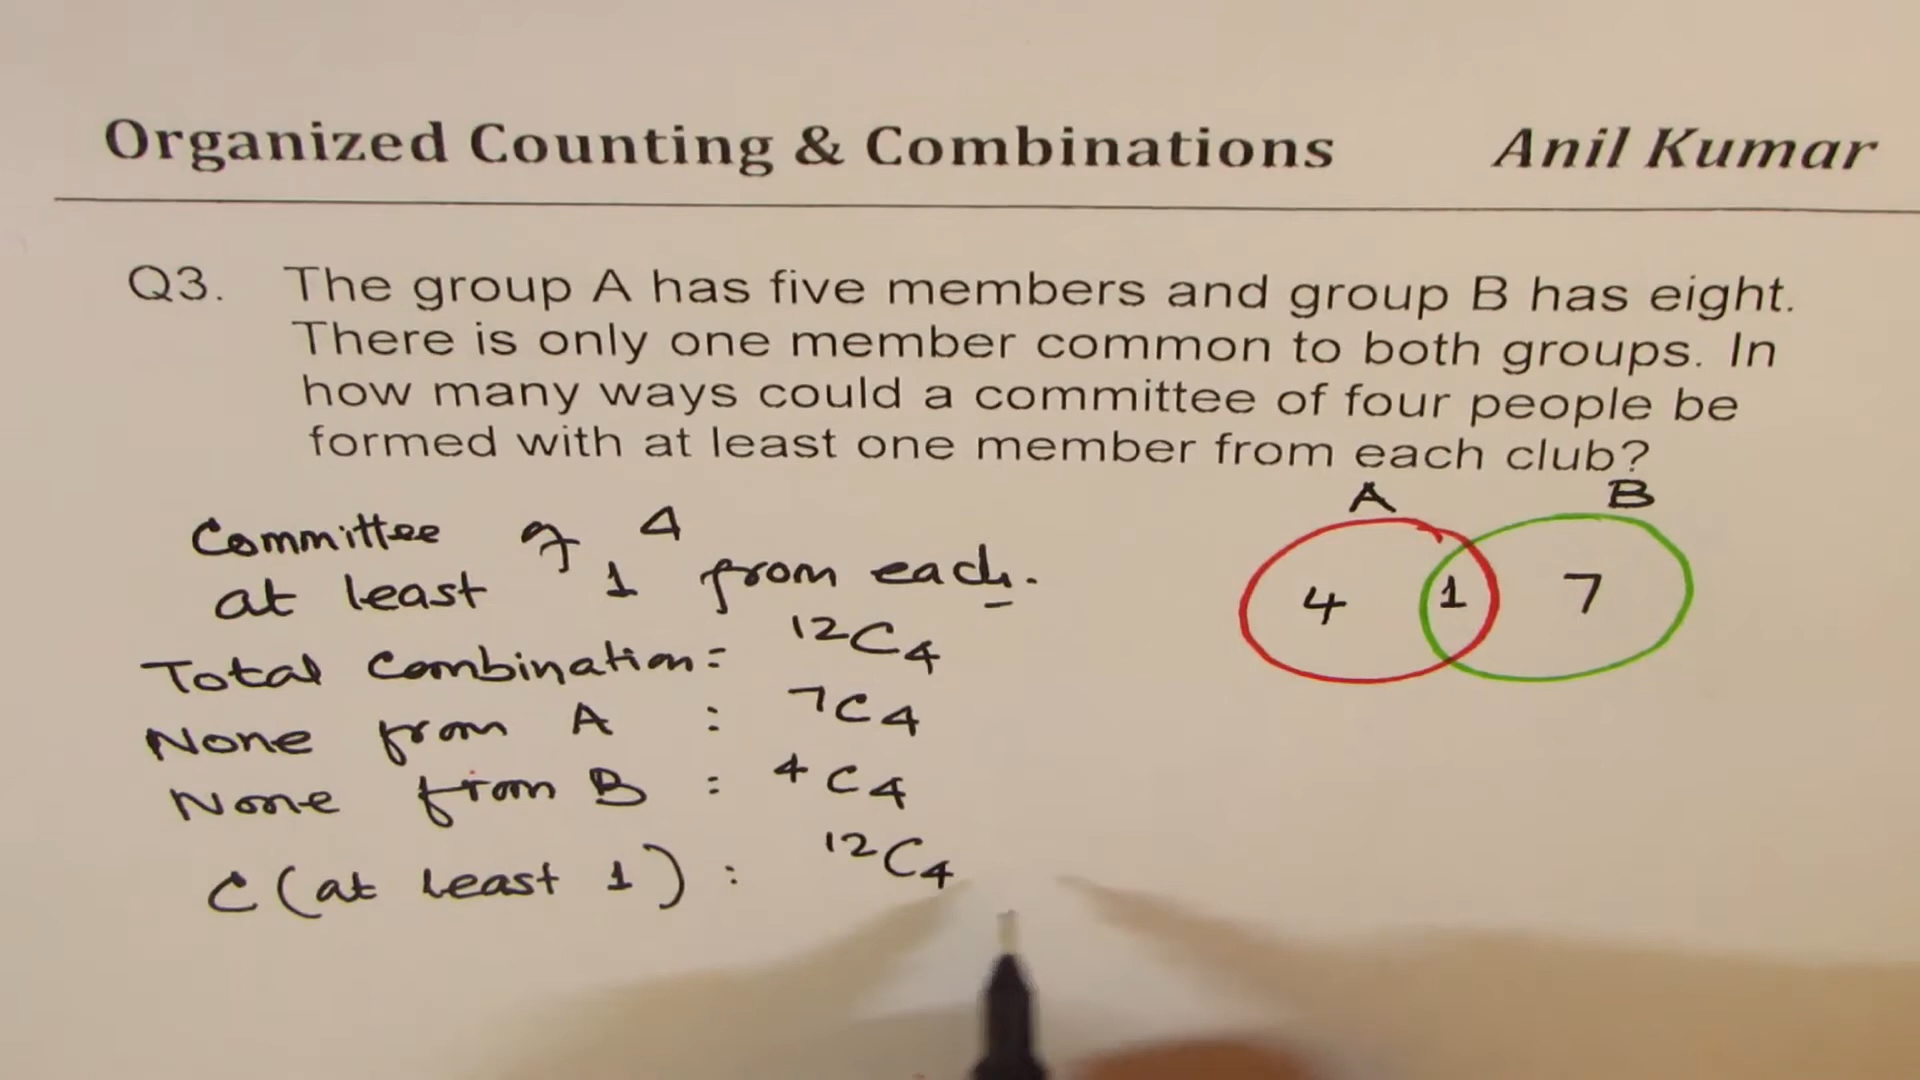 Organized Counting & Combinations Anil Kumar
Q3. The group A has five members and group B has eight.
There is only one member common to both groups. In
how many ways could a committee of four people be
formed with at least one member from each club?
A B
4 1 7
Committee of 4
at least 1 from each.
Total Combination = ¹²C₄
None from A : ⁷C₄
None from B : ⁴C₄
C (at least 1) : ¹²C₄